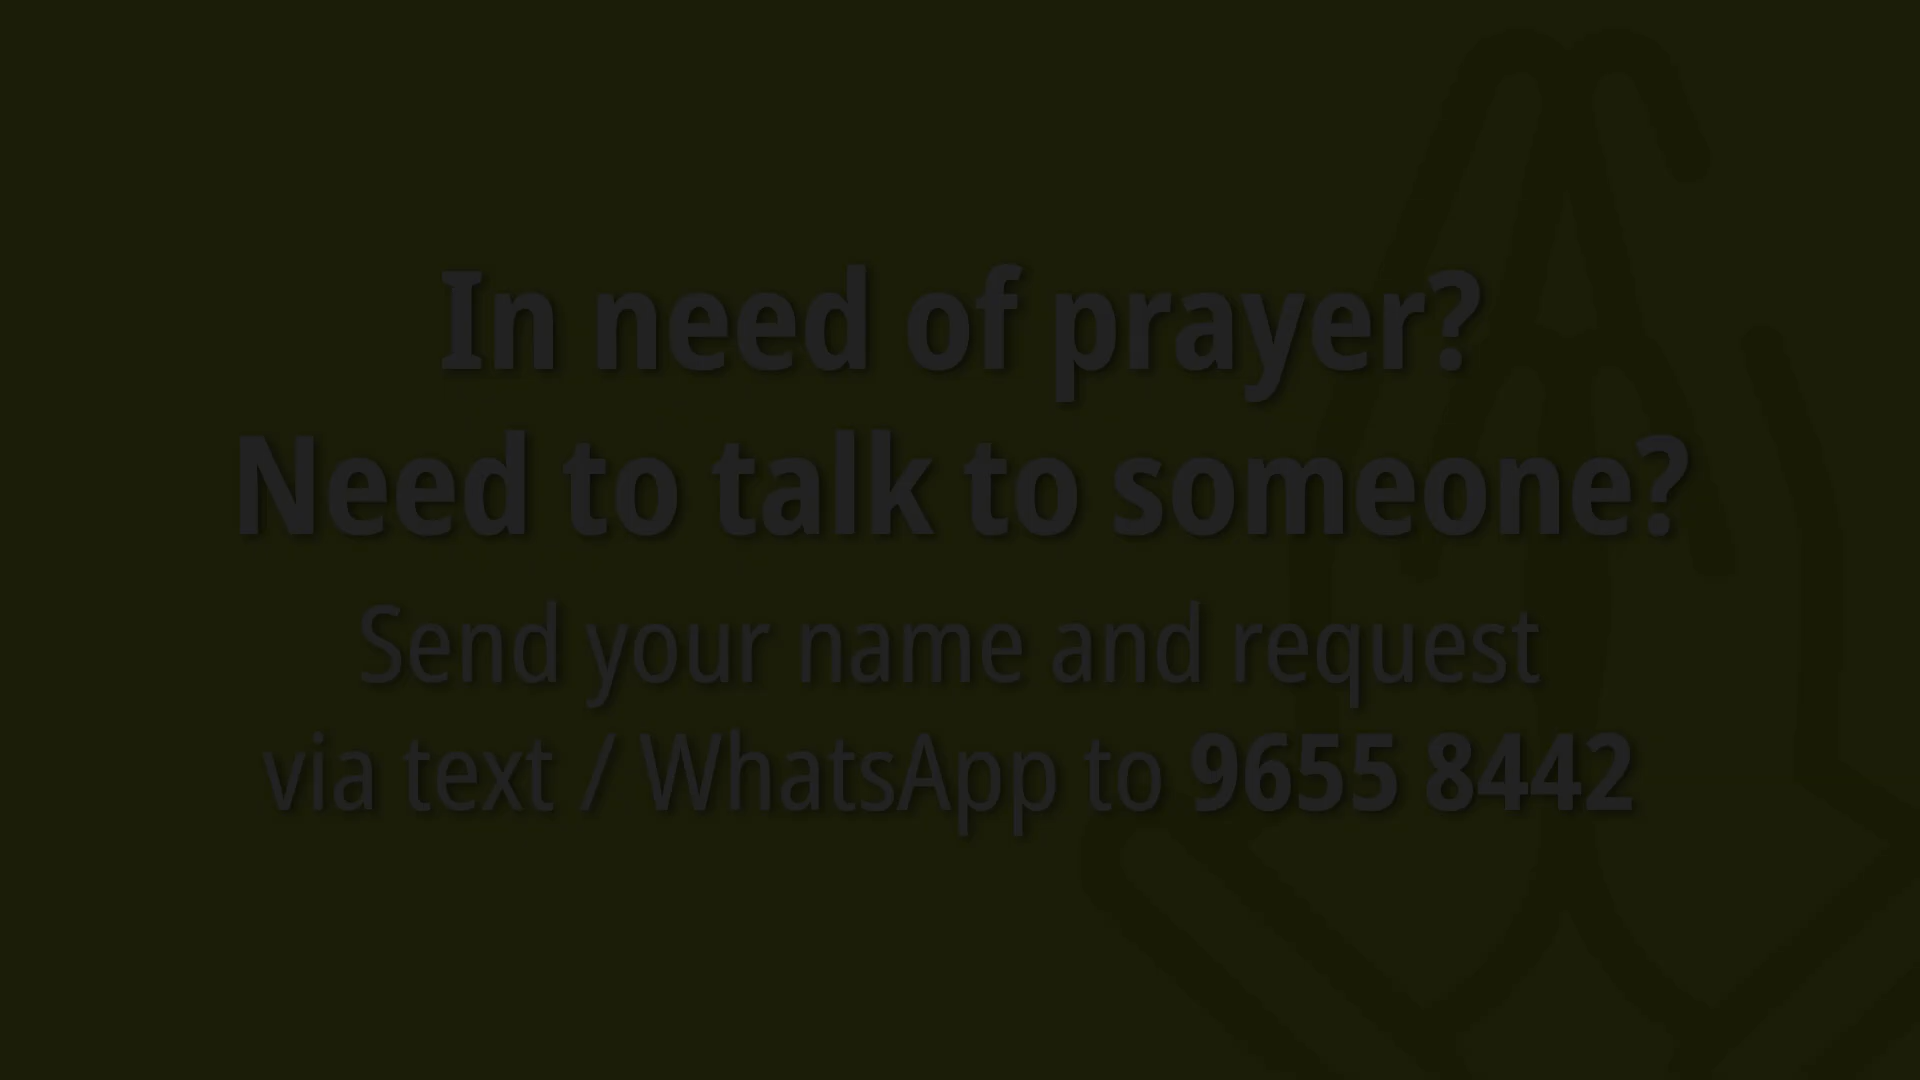 In need of prayer?
Need to talk to someone?
Send your name and request
via text / WhatsApp to 9655 8442